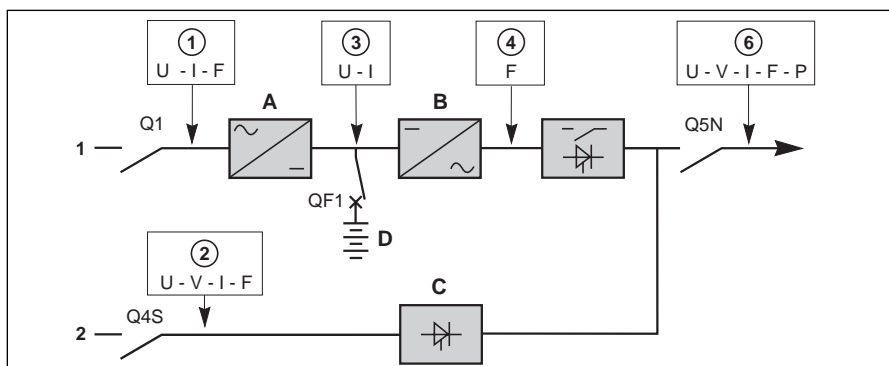 1
U - I - F
3
U - I
4
F
6
U - V - I - F - P
A
B
Q1
Q5N
1
QF1
D
2
U - V - I - F
C
Q4S
2